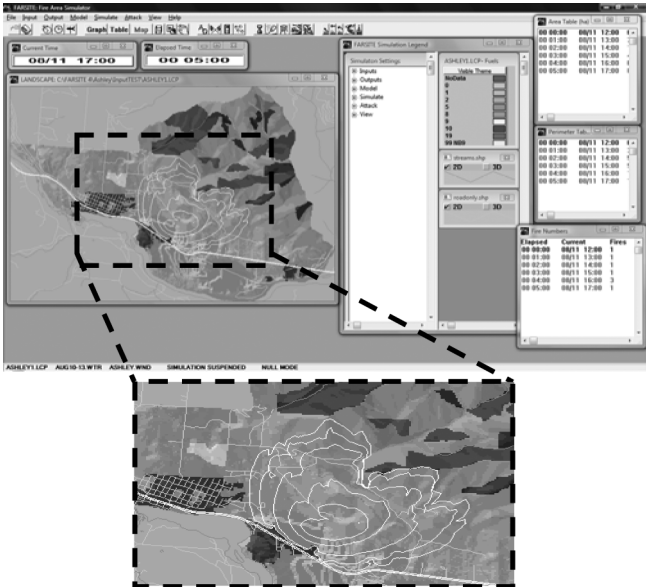 FARSITE: Fire Area Simulator
File Input Output Model Simulate Attack View Help
Graph Table Map
Current Time
08/11 17:00
Elapsed Time
00 05:00
LANDSCAPE: C:\FARSITE 4\Ashley\InputTEST\ASHLEY1.LCP
FARSITE Simulation Legend
Simulation Settings
Inputs
Outputs
Model
Simulate
Attack
View
ASHLEY1.LCP- Fuels
Visible Theme
NoData
0
1
2
5
8
9
10
19
99 NB9
streams.shp
2D 3D
roadsonly.shp
2D 3D
Area Table (ha)
00 00:00 08/11 12:00
00 01:00 08/11 13:00
00 02:00 08/11 14:00
00 03:00 08/11 15:00
00 04:00 08/11 16:00
00 05:00 08/11 17:00
Perimeter Tab..
00 00:00 08/11 12:00
00 01:00 08/11 13:00
00 02:00 08/11 14:00
00 03:00 08/11 15:00
00 04:00 08/11 16:00
00 05:00 08/11 17:00
Fire Numbers
Elapsed Current Fires
00 00:00 08/11 12:00 1
00 01:00 08/11 13:00 1
00 02:00 08/11 14:00 1
00 03:00 08/11 15:00 1
00 04:00 08/11 16:00 3
00 05:00 08/11 17:00 1
ASHLEY1.LCP AUG10-13.WTR ASHLEY.WND SIMULATION SUSPENDED NULL MODE